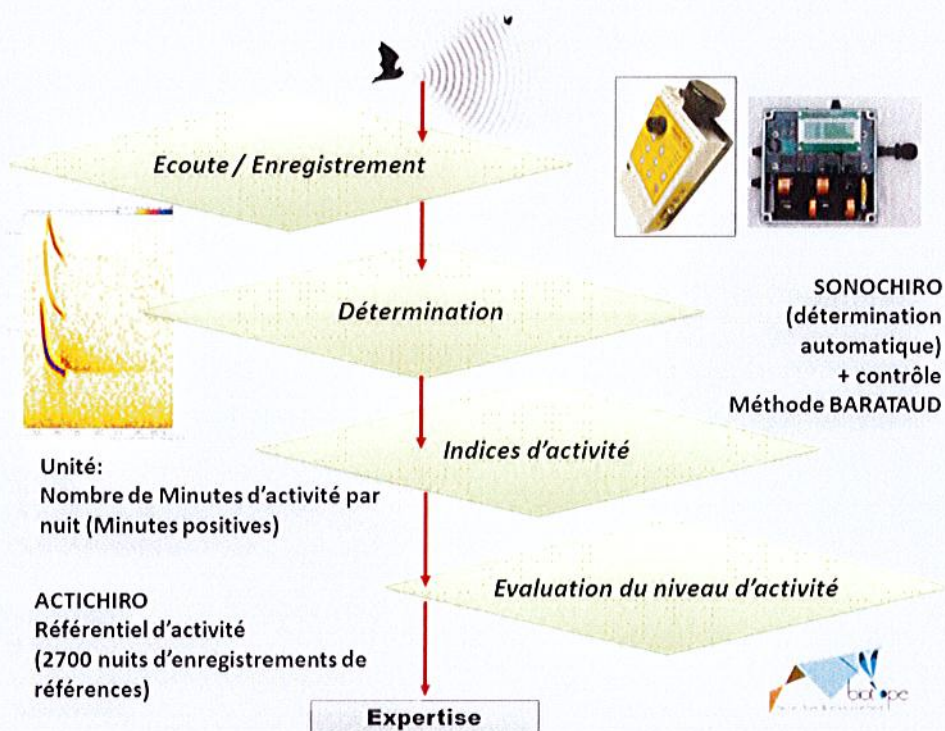 Ecoute / Enregistrement
Détermination
SONOCHIRO
(détermination
automatique)
+ contrôle
Méthode BARATAUD
Indices d'activité
Unité:
Nombre de Minutes d'activité par
nuit (Minutes positives)
Evaluation du niveau d'activité
ACTICHIRO
Référentiel d'activité
(2700 nuits d'enregistrements de
références)
biotope
Expertise